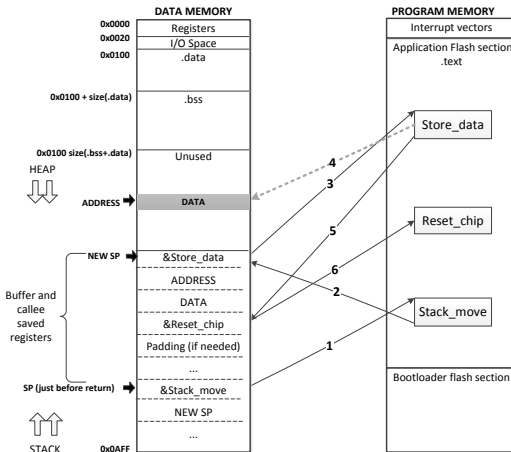 DATA MEMORY
PROGRAM MEMORY
0x0000
Registers
Interrupt vectors
0x0020
I/O Space
0x0100
.data
Application Flash section
.text
0x0100 + size(.data)
.bss
Store_data
0x0100 size(.bss+.data)
Unused
HEAP
4
3
ADDRESS
DATA
5
Reset_chip
NEW SP
&Store_data
6
ADDRESS
2
Buffer and
callee
saved
registers
DATA
&Reset_chip
Stack_move
Padding (if needed)
1
...
Bootloader flash section
SP (just before return)
&Stack_move
NEW SP
...
STACK
0x0AFF